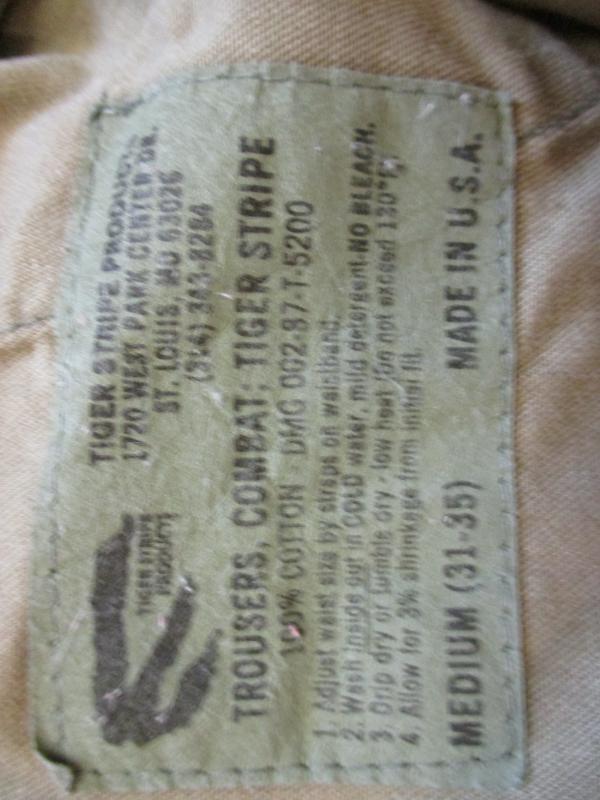 TIGER STRIPE PRODUCTS
1720 WEST PARK CENTER DR.
ST. LOUIS, MO 63026
(314) 343-8284
TIGER STRIPE
PRODUCTS
TROUSERS, COMBAT: TIGER STRIPE
100% COTTON - DMG 002-87-T-5200
1. Adjust waist size by straps on waistband.
2. Wash inside out in COLD water, mild detergent-NO BLEACH.
3. Drip dry or tumble dry - low heat (Do not exceed 130°F).
4. Allow for 3% shrinkage from initial fit.
MEDIUM (31-35) MADE IN U.S.A.